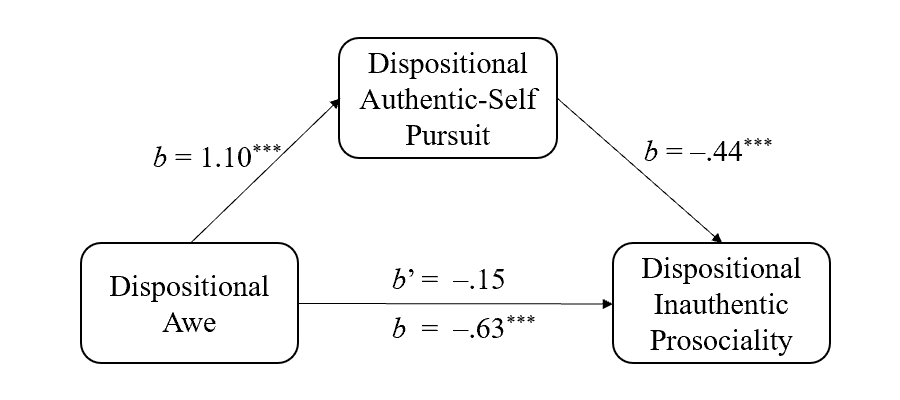 Dispositional
Authentic-Self
Pursuit
b = 1.10***
b = –.44***
Dispositional
Awe
b’ = –.15
b = –.63***
Dispositional
Inauthentic
Prosociality